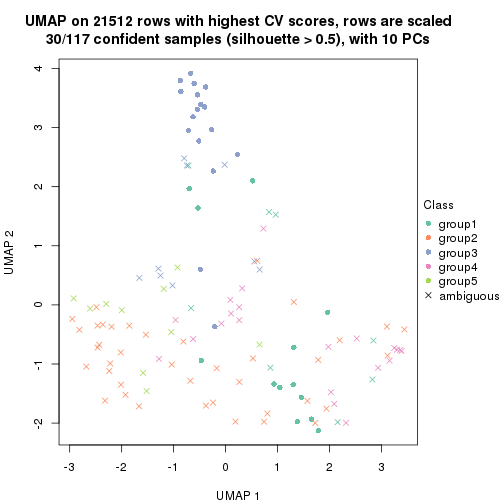 UMAP on 21512 rows with highest CV scores, rows are scaled
30/117 confident samples (silhouette > 0.5), with 10 PCs
4
3
2
1
0
-1
-2
UMAP 2
-3
-2
-1
0
1
2
3
UMAP 1
Class
group1
group2
group3
group4
group5
ambiguous